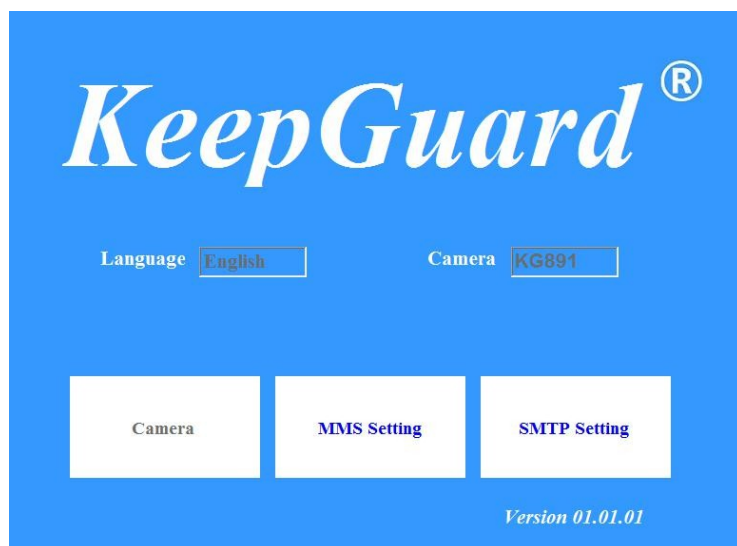 KeepGuard®
Language English Camera KG891
Camera MMS Setting SMTP Setting
Version 01.01.01